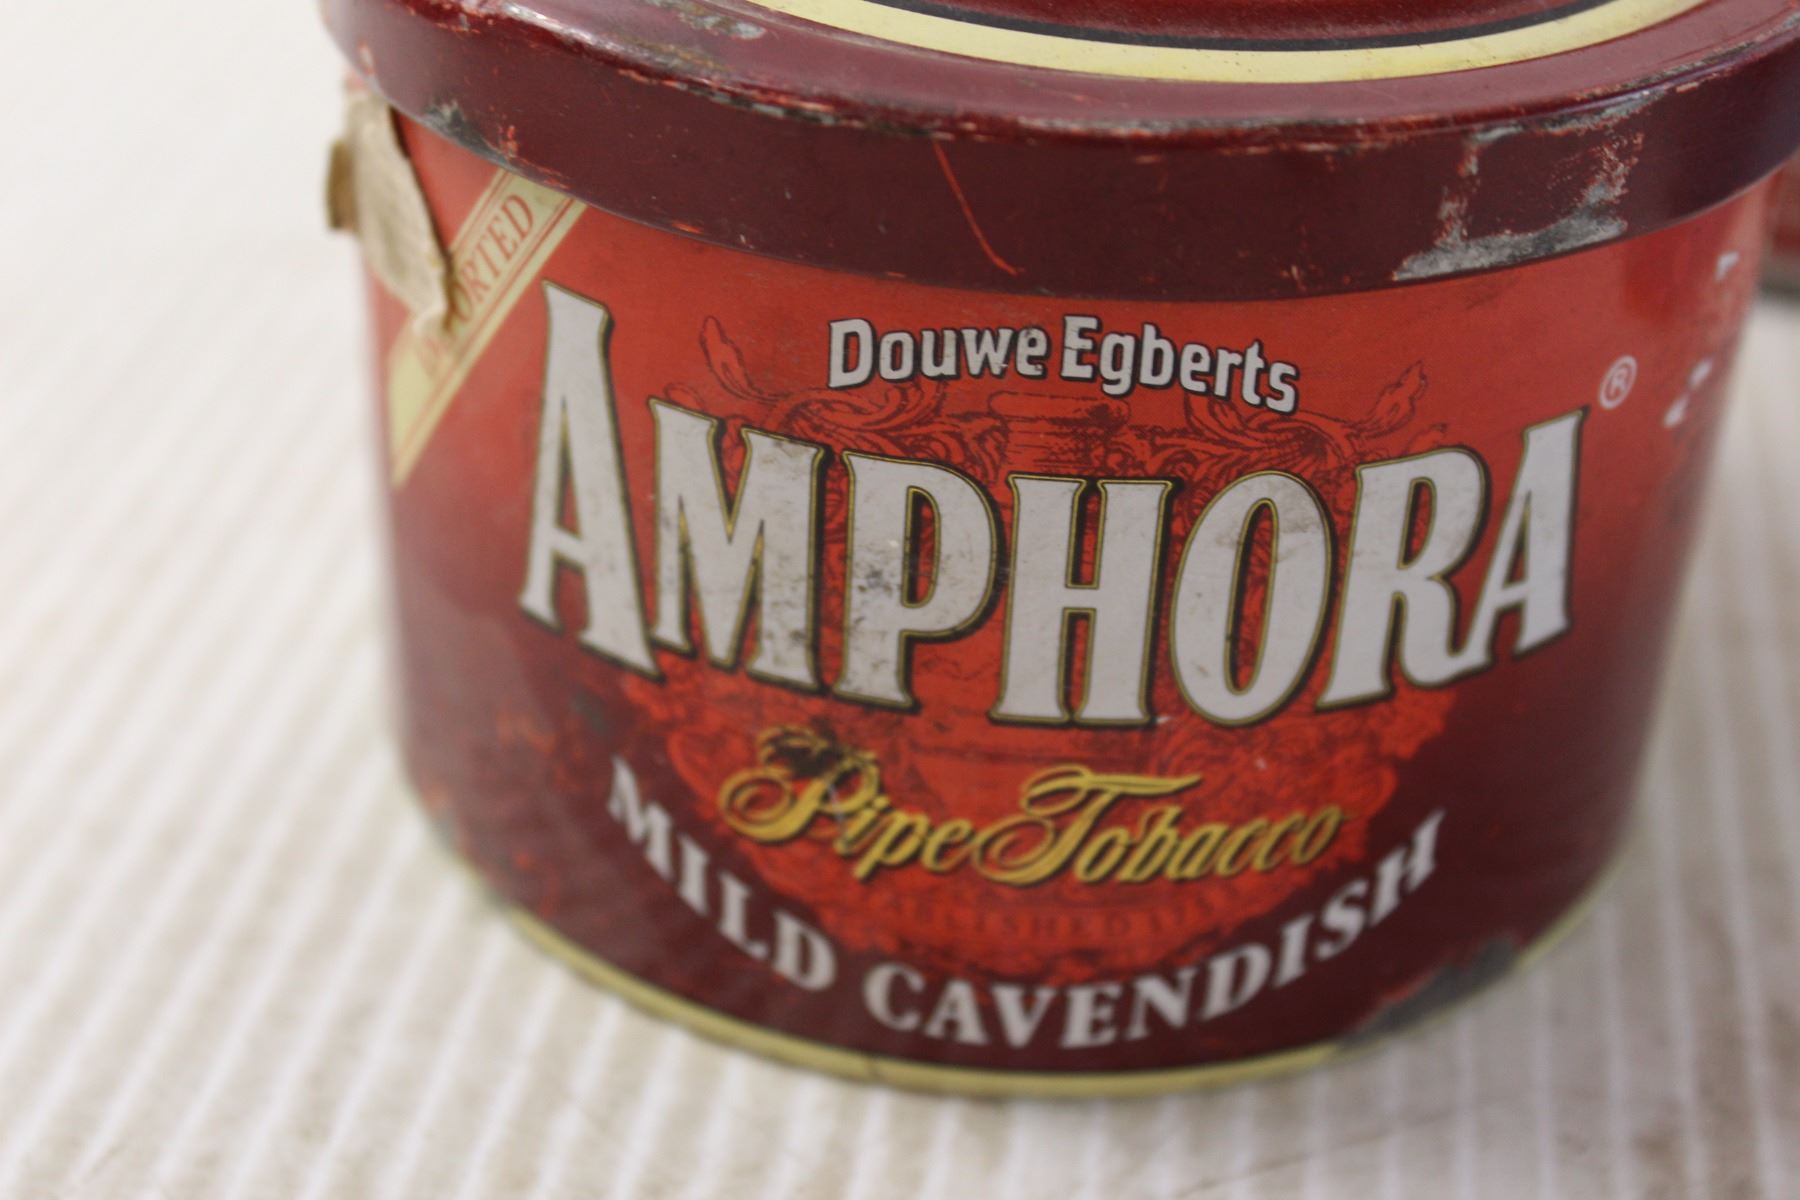 Douwe Egberts
AMPHORA ®
Pipe Tobacco
MILD CAVENDISH